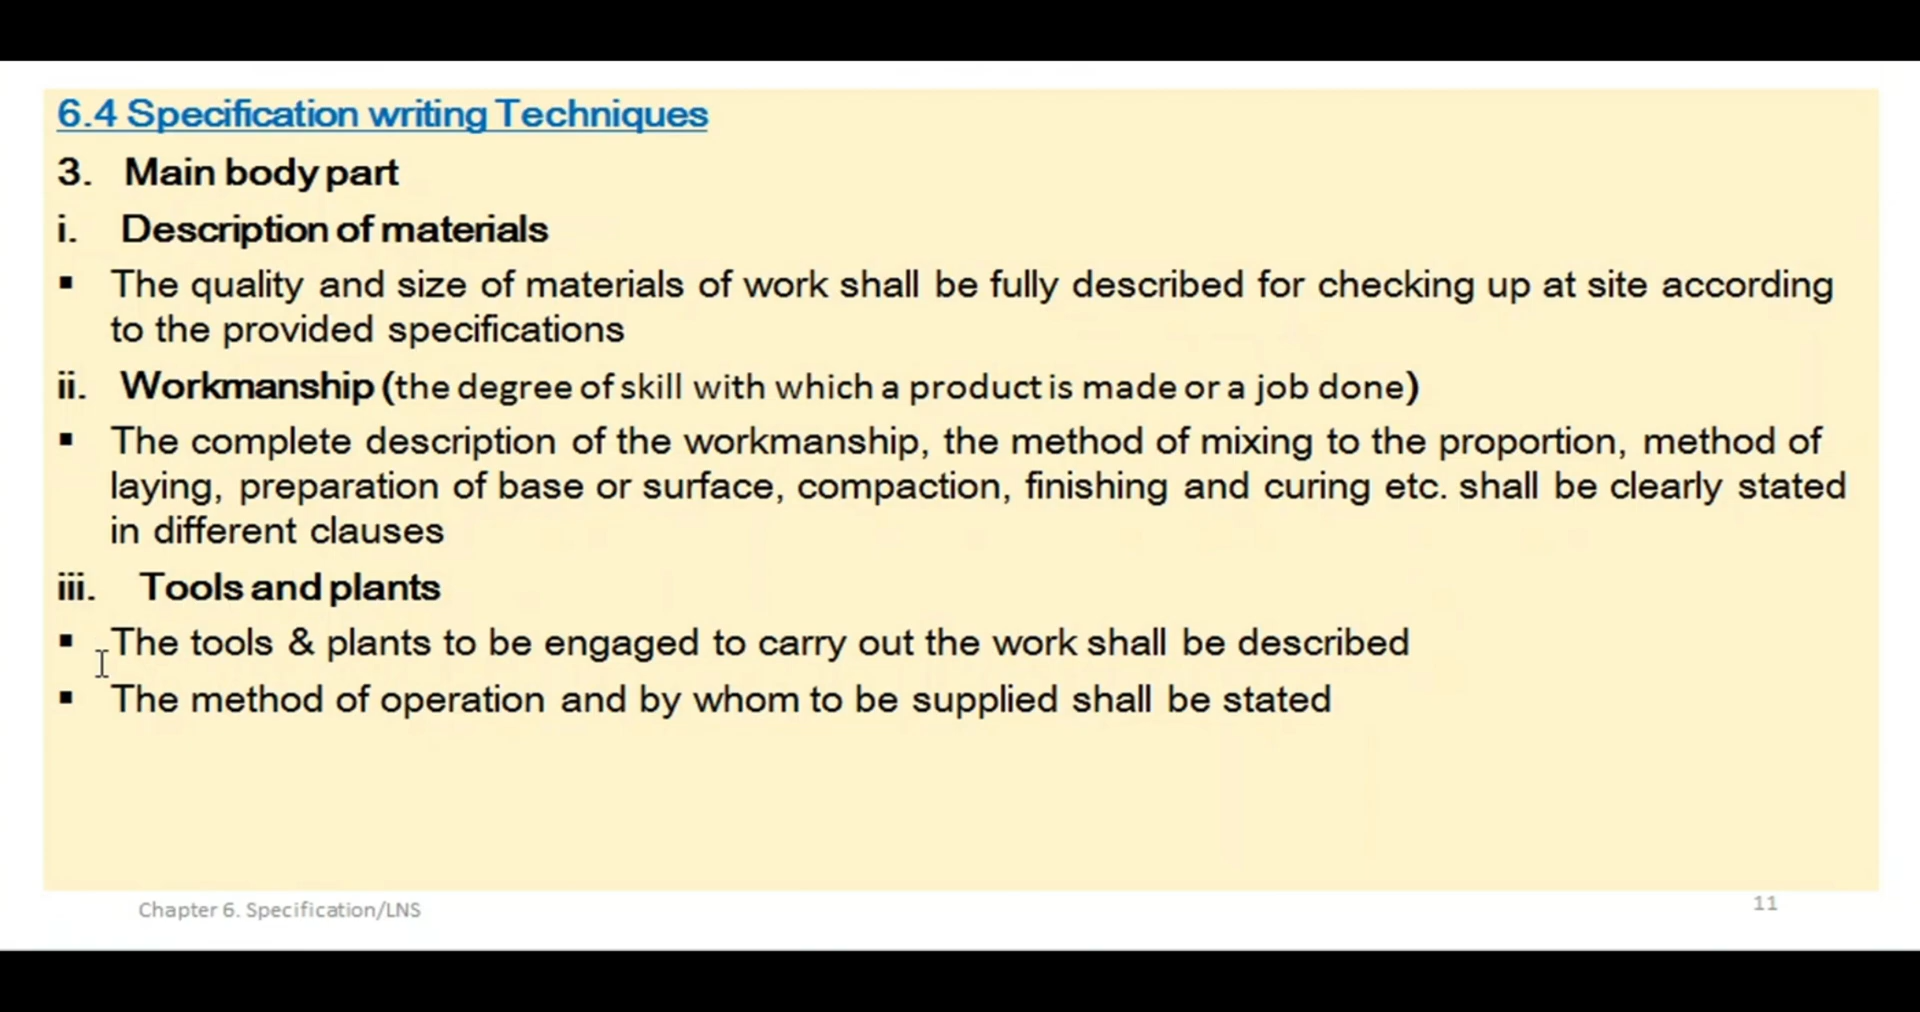 6.4 Specification writing Techniques
3. Main body part
i. Description of materials
▪ The quality and size of materials of work shall be fully described for checking up at site according
to the provided specifications
ii. Workmanship (the degree of skill with which a product is made or a job done)
▪ The complete description of the workmanship, the method of mixing to the proportion, method of
laying, preparation of base or surface, compaction, finishing and curing etc. shall be clearly stated
in different clauses
iii. Tools and plants
▪ The tools & plants to be engaged to carry out the work shall be described
▪ The method of operation and by whom to be supplied shall be stated
Chapter 6. Specification/LNS
11